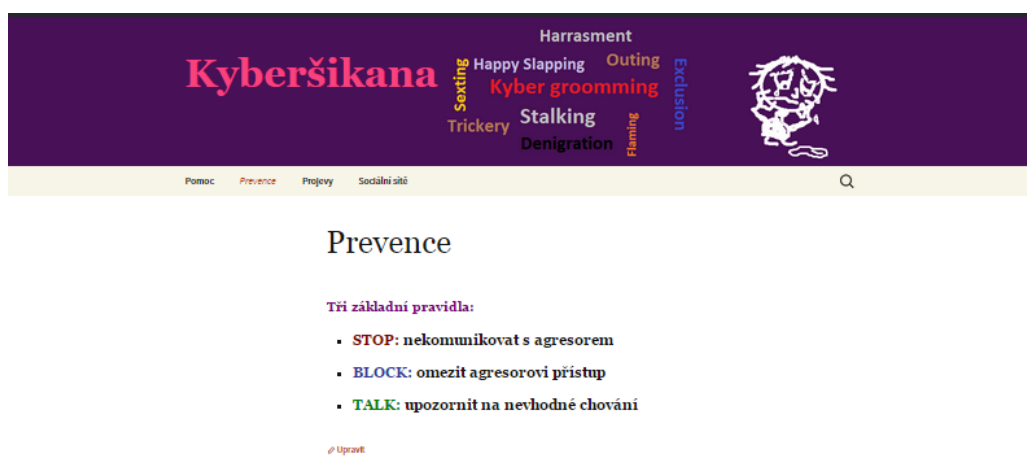 Kyberšikana
Harrasment
Happy Slapping
Outing
Sexting
Kyber groomming
Exclusion
Stalking
Trickery
Flaming
Denigration
Pomoc Prevence Projevy Sociální sítě
Prevence
Tři základní pravidla:
STOP: nekomunikovat s agresorem
BLOCK: omezit agresorovi přístup
TALK: upozornit na nevhodné chování
Upravit